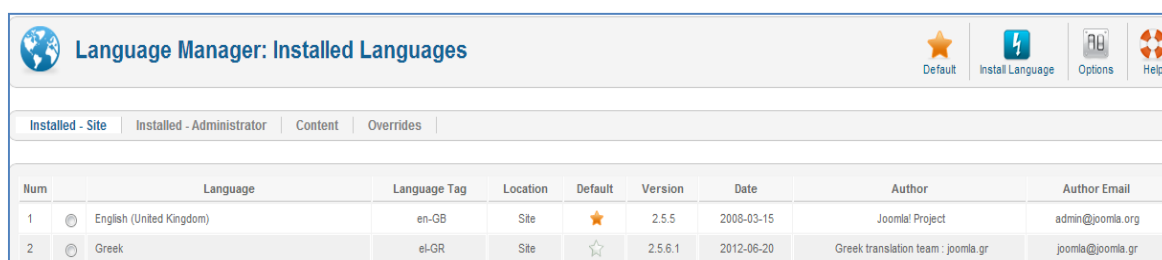 Language Manager: Installed Languages
Default Install Language Options Help
Installed - Site Installed - Administrator Content Overrides
Num Language Language Tag Location Default Version Date Author Author Email
1 English (United Kingdom) en-GB Site 2.5.5 2008-03-15 Joomla! Project admin@joomla.org
2 Greek el-GR Site 2.5.6.1 2012-06-20 Greek translation team : joomla.gr joomla@joomla.gr